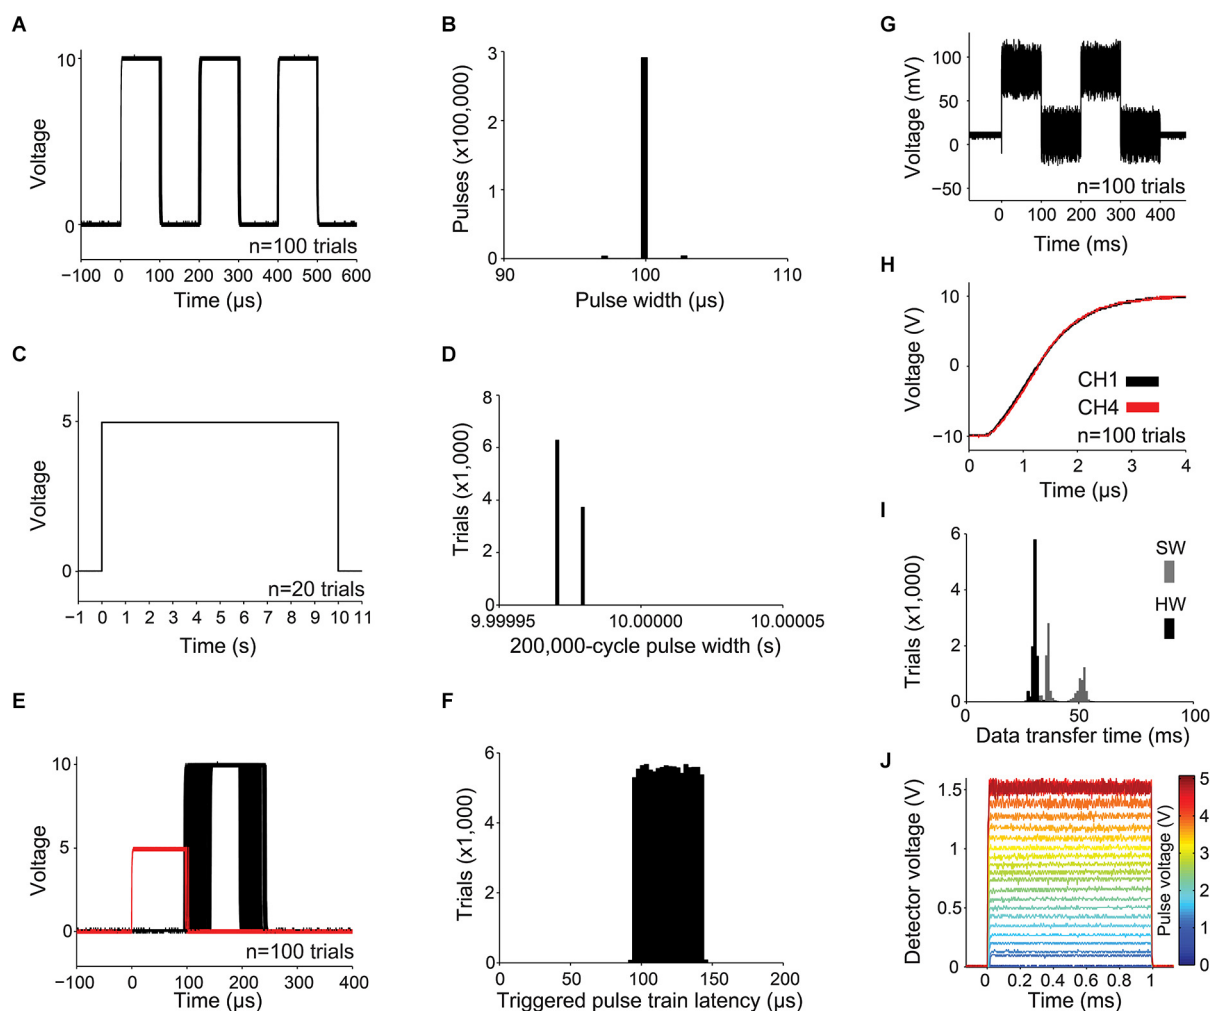 A
10
5
0
Voltage
n=100 trials
−100 0 100 200 300 400 500 600
Time (µs)
B
3
2
1
0
Pulses (x100,000)
90 100 110
Pulse width (µs)
C
5
0
Voltage
n=20 trials
−1 0 1 2 3 4 5 6 7 8 9 10 11
Time (s)
D
8
6
4
2
0
Trials (x1,000)
9.99995 10.00000 10.00005
200,000-cycle pulse width (s)
E
10
5
0
Voltage
n=100 trials
−100 0 100 200 300 400
Time (µs)
F
6
4
2
0
Trials (x1,000)
0 50 100 150 200
Triggered pulse train latency (µs)
G
100
50
0
−50
Voltage (mV)
n=100 trials
0 100 200 300 400
Time (ms)
H
10
0
−10
Voltage (V)
CH1
CH4
n=100 trials
0 1 2 3 4
Time (µs)
I
6
4
2
0
Trials (x1,000)
SW
HW
0 50 100
Data transfer time (ms)
J
1.5
1
0.5
0
Detector voltage (V)
0 0.2 0.4 0.6 0.8 1
Time (ms)
Pulse voltage (V)
5
4
3
2
1
0